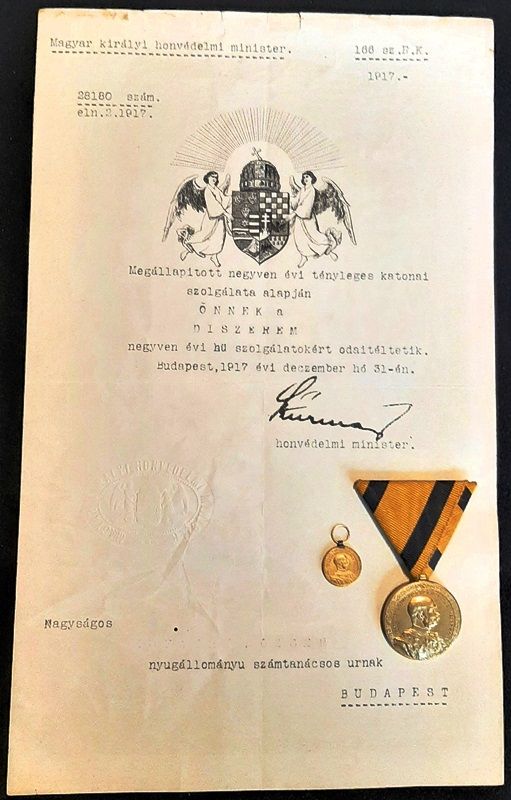 Magyar királyi honvédelmi minister.
166 sz.F.K.
1917.-
28180 szám.
eln.2.1917.
Megállapitott negyven évi tényleges katonai
szolgálata alapján
ÖNNEK a
DISZEREM
negyven évi hü szolgálatokért odaitéltetik.
Budapest,1917 évi deczember hó 31-én.
honvédelmi minister.
Nagyságos
nyugállományu számtanácsos urnak
BUDAPEST